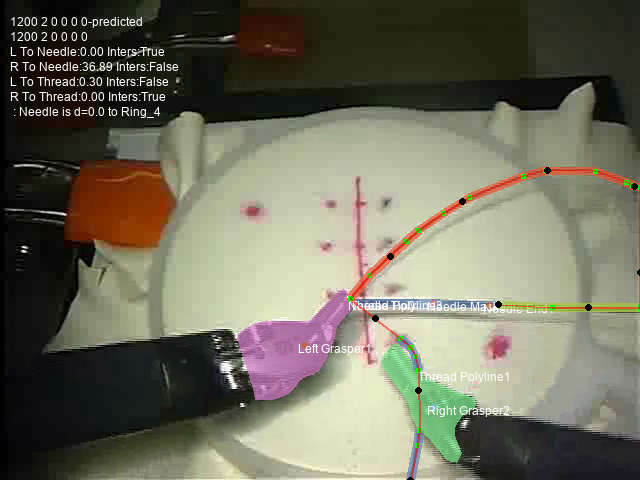 1200 2 0 0 0 0-predicted
1200 2 0 0 0 0
L To Needle:0.00 Inters:True
R To Needle:36.89 Inters:False
L To Thread:0.30 Inters:False
R To Thread:0.00 Inters:True
: Needle is d=0.0 to Ring_4
Needle Ma
Needle End1
Left Grasper1
Thread Polyline1
Right Grasper2